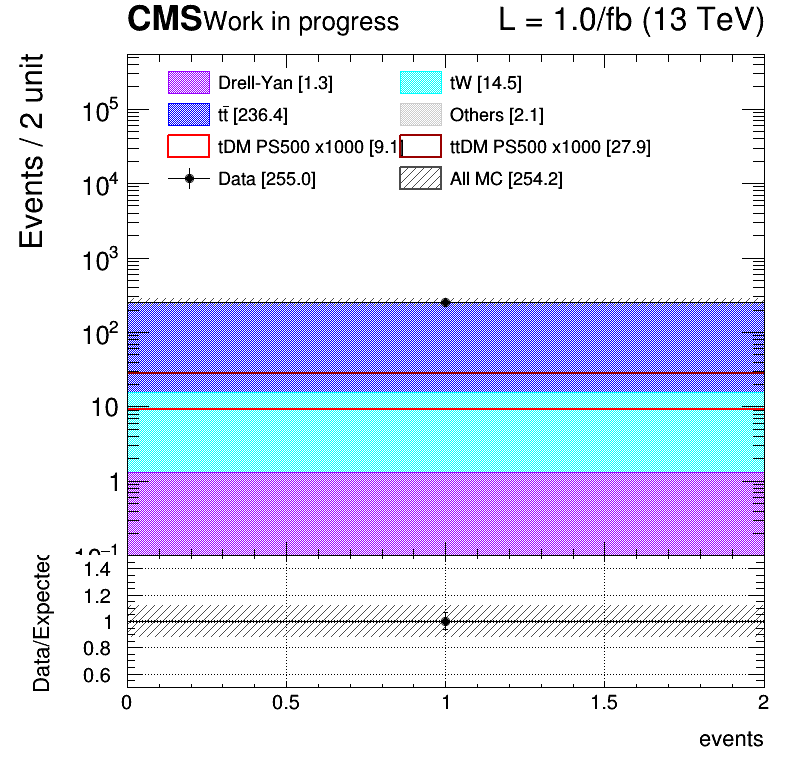 CMS Work in progress L = 1.0/fb (13 TeV)
Events / 2 unit
Drell-Yan [1.3] tW [14.5]
tt̄ [236.4] Others [2.1]
tDM PS500 x1000 [9.1] ttDM PS500 x1000 [27.9]
Data [255.0] All MC [254.2]
10⁵
10⁴
10³
10²
10
1
10⁻¹
Data/Expected
1.4
1.2
1
0.8
0.6
0 0.5 1 1.5 2
events